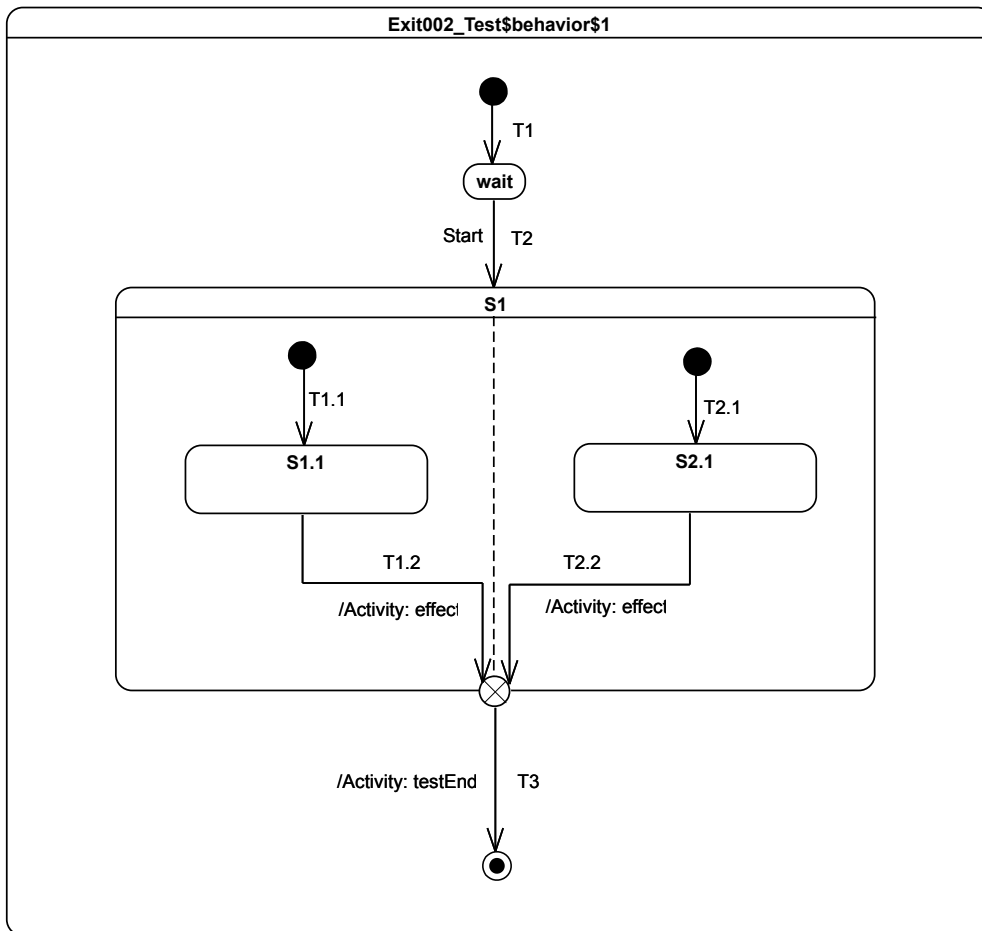 Exit002_Test$behavior$1
T1
wait
Start T2
S1
T1.1
T2.1
S1.1
S2.1
T1.2
T2.2
/Activity: effect
/Activity: effect
/Activity: testEnd T3